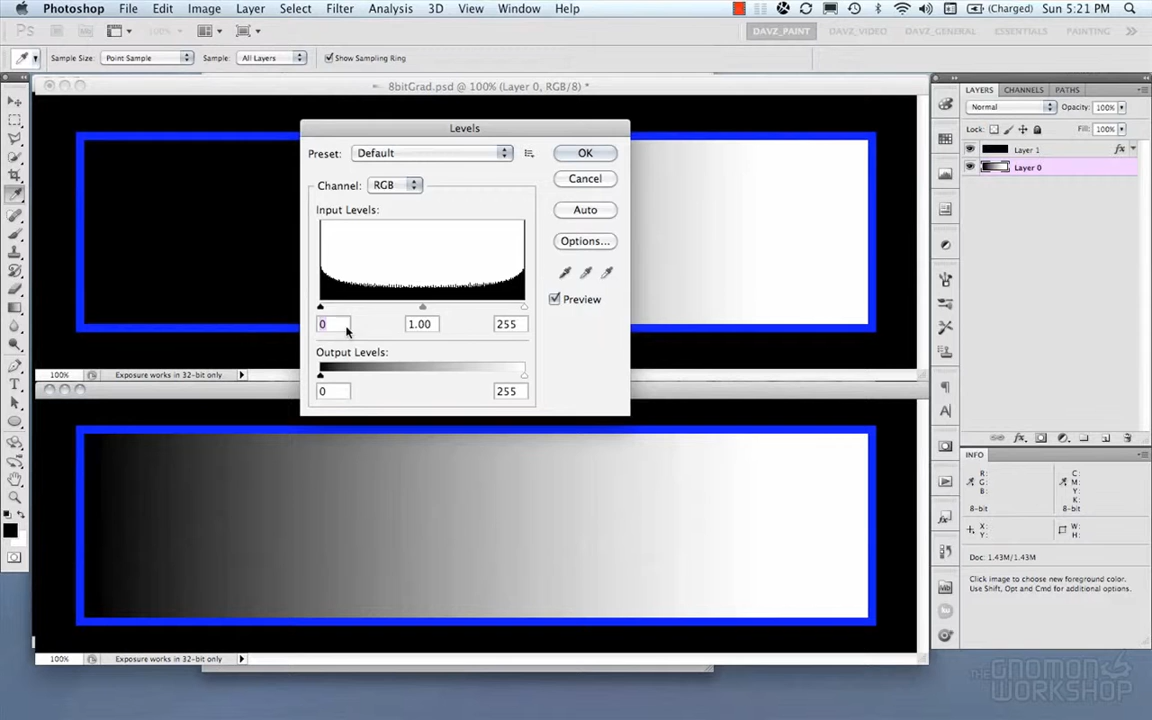 Photoshop File Edit Image Layer Select Filter Analysis 3D View Window Help (Charged) Sun 5:21 PM
Ps 100% DAVZ_PAINT DAVZ_VIDEO DAVZ_GENERAL ESSENTIALS PAINTING
Sample Size: Point Sample Sample: All Layers Show Sampling Ring
8bitGrad.psd @ 100% (Layer 0, RGB/8) *
LAYERS CHANNELS PATHS
Normal Opacity: 100%
Lock: Fill: 100%
Layer 1 fx
Layer 0
Levels
Preset: Default OK
Channel: RGB Cancel
Input Levels: Auto
Options...
Preview
0 1.00 255
Output Levels:
0 255
100% Exposure works in 32-bit only
INFO
R: C:
G: M:
B: Y:
K:
8-bit 8-bit
X: W:
Y: H:
Doc: 1.43M/1.43M
Click image to choose new foreground color.
Use Shift, Opt and Cmd for additional options.
100% Exposure works in 32-bit only
THE GNOMON
WORKSHOP